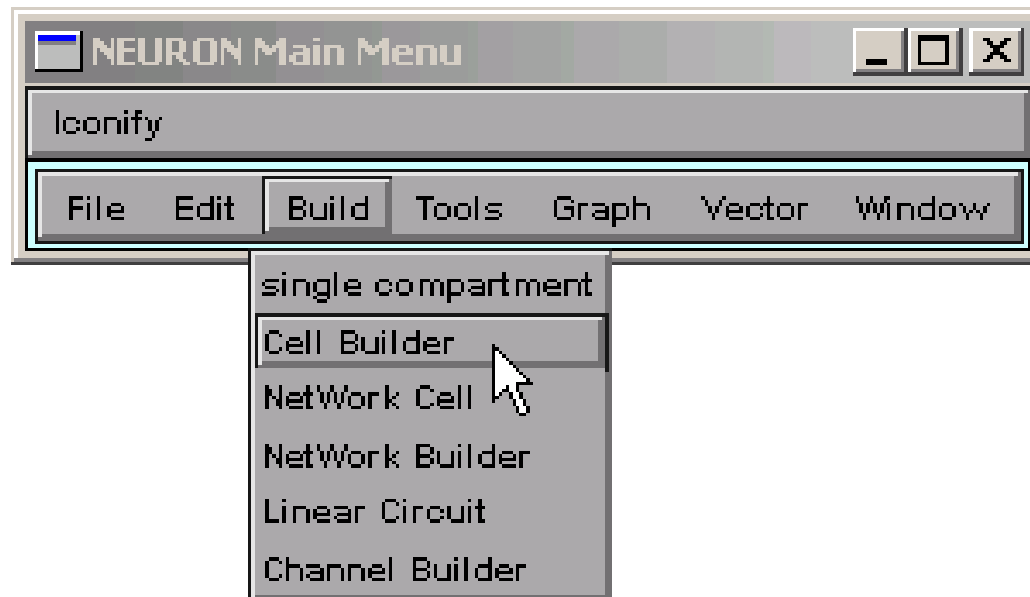 NEURON Main Menu
Iconify
File Edit Build Tools Graph Vector Window
single compartment
Cell Builder
NetWork Cell
NetWork Builder
Linear Circuit
Channel Builder